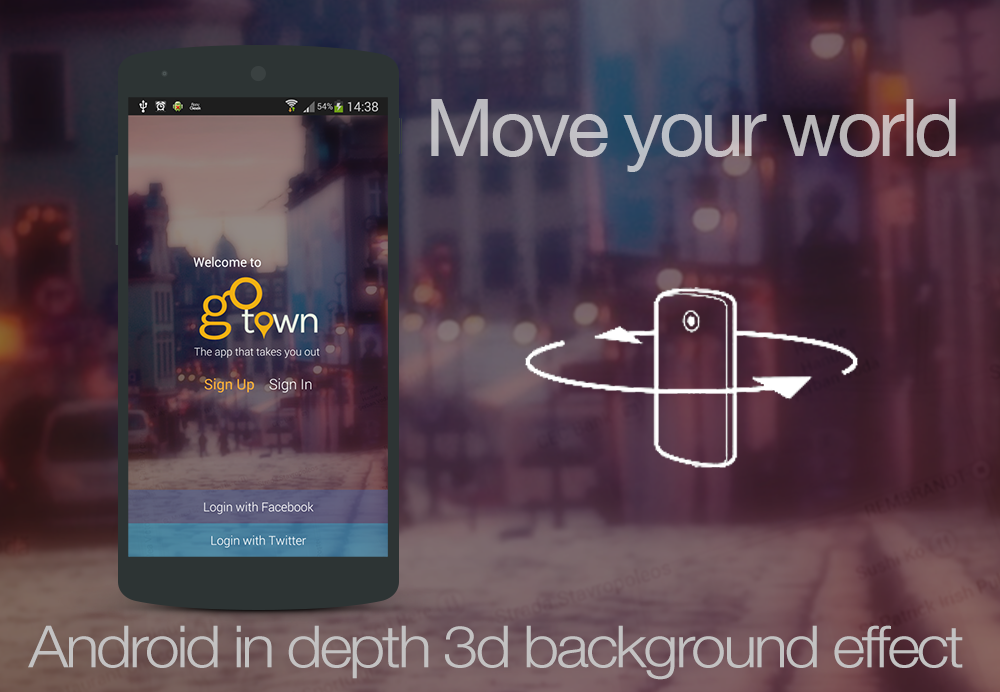 Move your world
54% 14:38
Welcome to
go
town
The app that takes you out
Sign Up Sign In
Login with Facebook
Login with Twitter
Android in depth 3d background effect